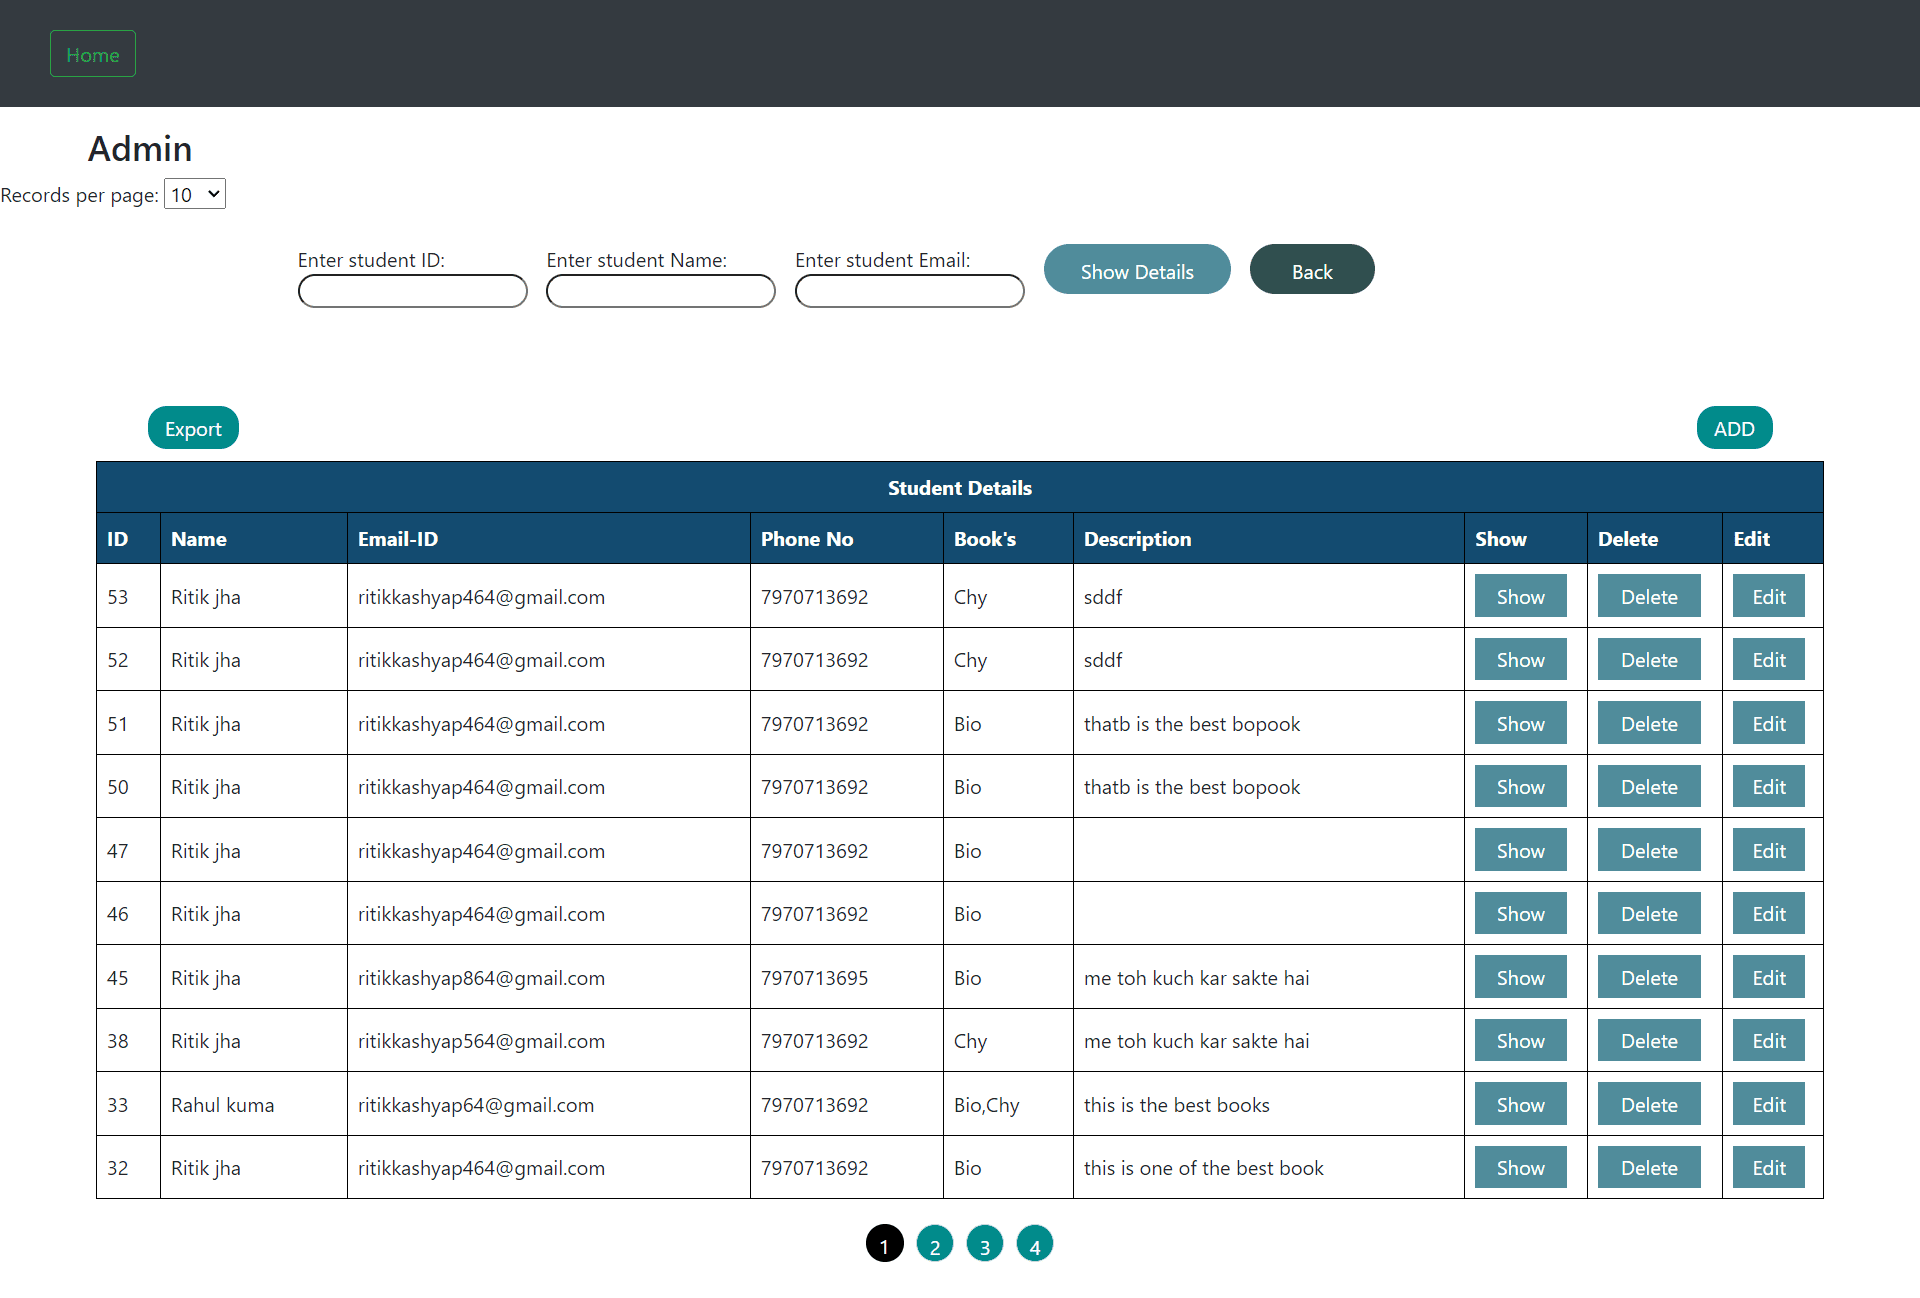 Home
Admin
Records per page: 10
Enter student ID: Enter student Name: Enter student Email: Show Details Back
Export ADD
Student Details
ID Name Email-ID Phone No Book's Description Show Delete Edit
53 Ritik jha ritikkashyap464@gmail.com 7970713692 Chy sddf Show Delete Edit
52 Ritik jha ritikkashyap464@gmail.com 7970713692 Chy sddf Show Delete Edit
51 Ritik jha ritikkashyap464@gmail.com 7970713692 Bio thatb is the best bopook Show Delete Edit
50 Ritik jha ritikkashyap464@gmail.com 7970713692 Bio thatb is the best bopook Show Delete Edit
47 Ritik jha ritikkashyap464@gmail.com 7970713692 Bio Show Delete Edit
46 Ritik jha ritikkashyap464@gmail.com 7970713692 Bio Show Delete Edit
45 Ritik jha ritikkashyap864@gmail.com 7970713695 Bio me toh kuch kar sakte hai Show Delete Edit
38 Ritik jha ritikkashyap564@gmail.com 7970713692 Chy me toh kuch kar sakte hai Show Delete Edit
33 Rahul kuma ritikkashyap64@gmail.com 7970713692 Bio,Chy this is the best books Show Delete Edit
32 Ritik jha ritikkashyap464@gmail.com 7970713692 Bio this is one of the best book Show Delete Edit
1 2 3 4